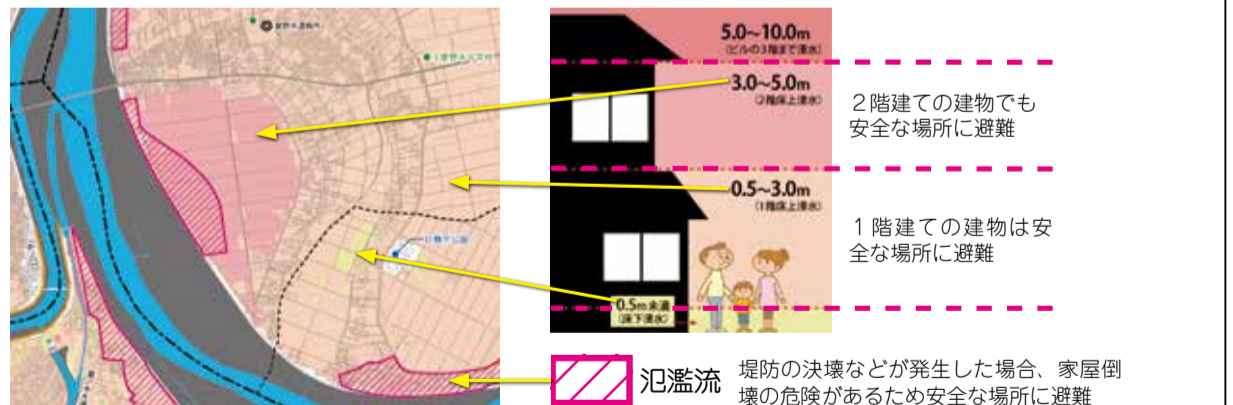 5.0~10.0m
(ビルの3階まで浸水)
3.0~5.0m
(2階床上浸水)
2階建ての建物でも
安全な場所に避難
0.5~3.0m
(1階床上浸水)
1階建ての建物は安
全な場所に避難
0.5m未満
(床下浸水)
氾濫流
堤防の決壊などが発生した場合、家屋倒
壊の危険があるため安全な場所に避難